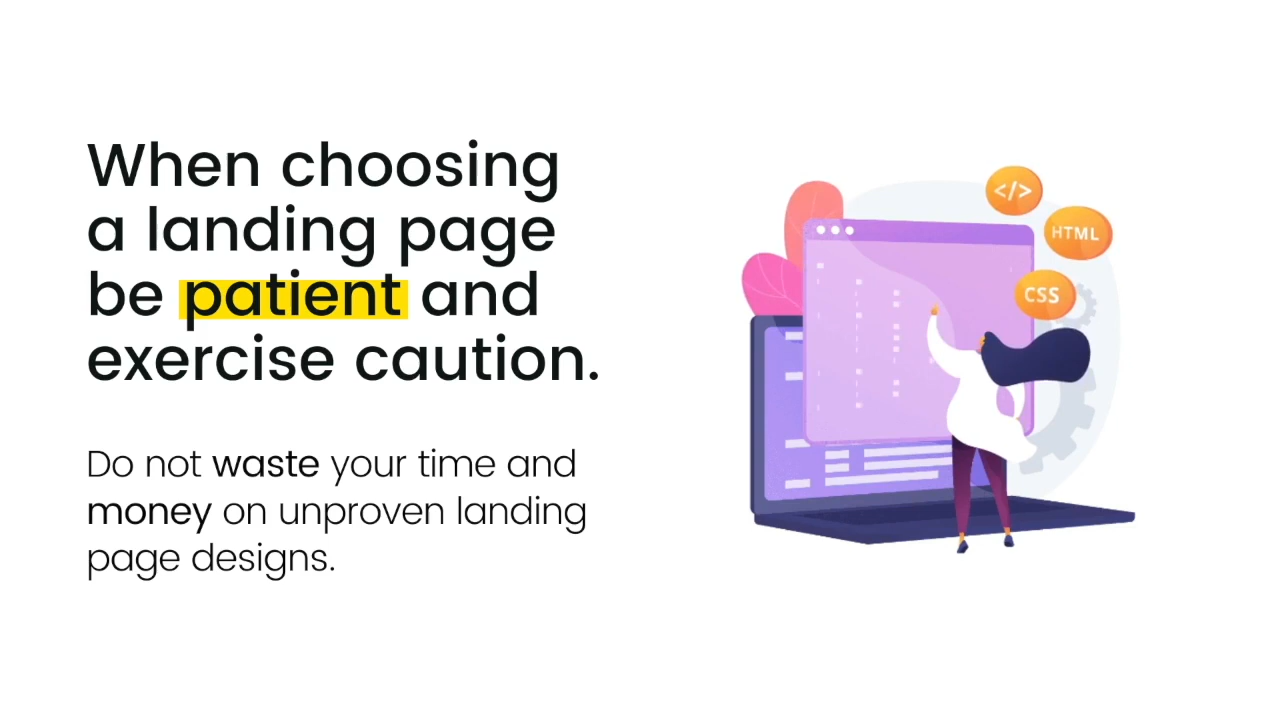 When choosing
a landing page
be patient and
exercise caution.
Do not waste your time and
money on unproven landing
page designs.
</>
HTML
CSS